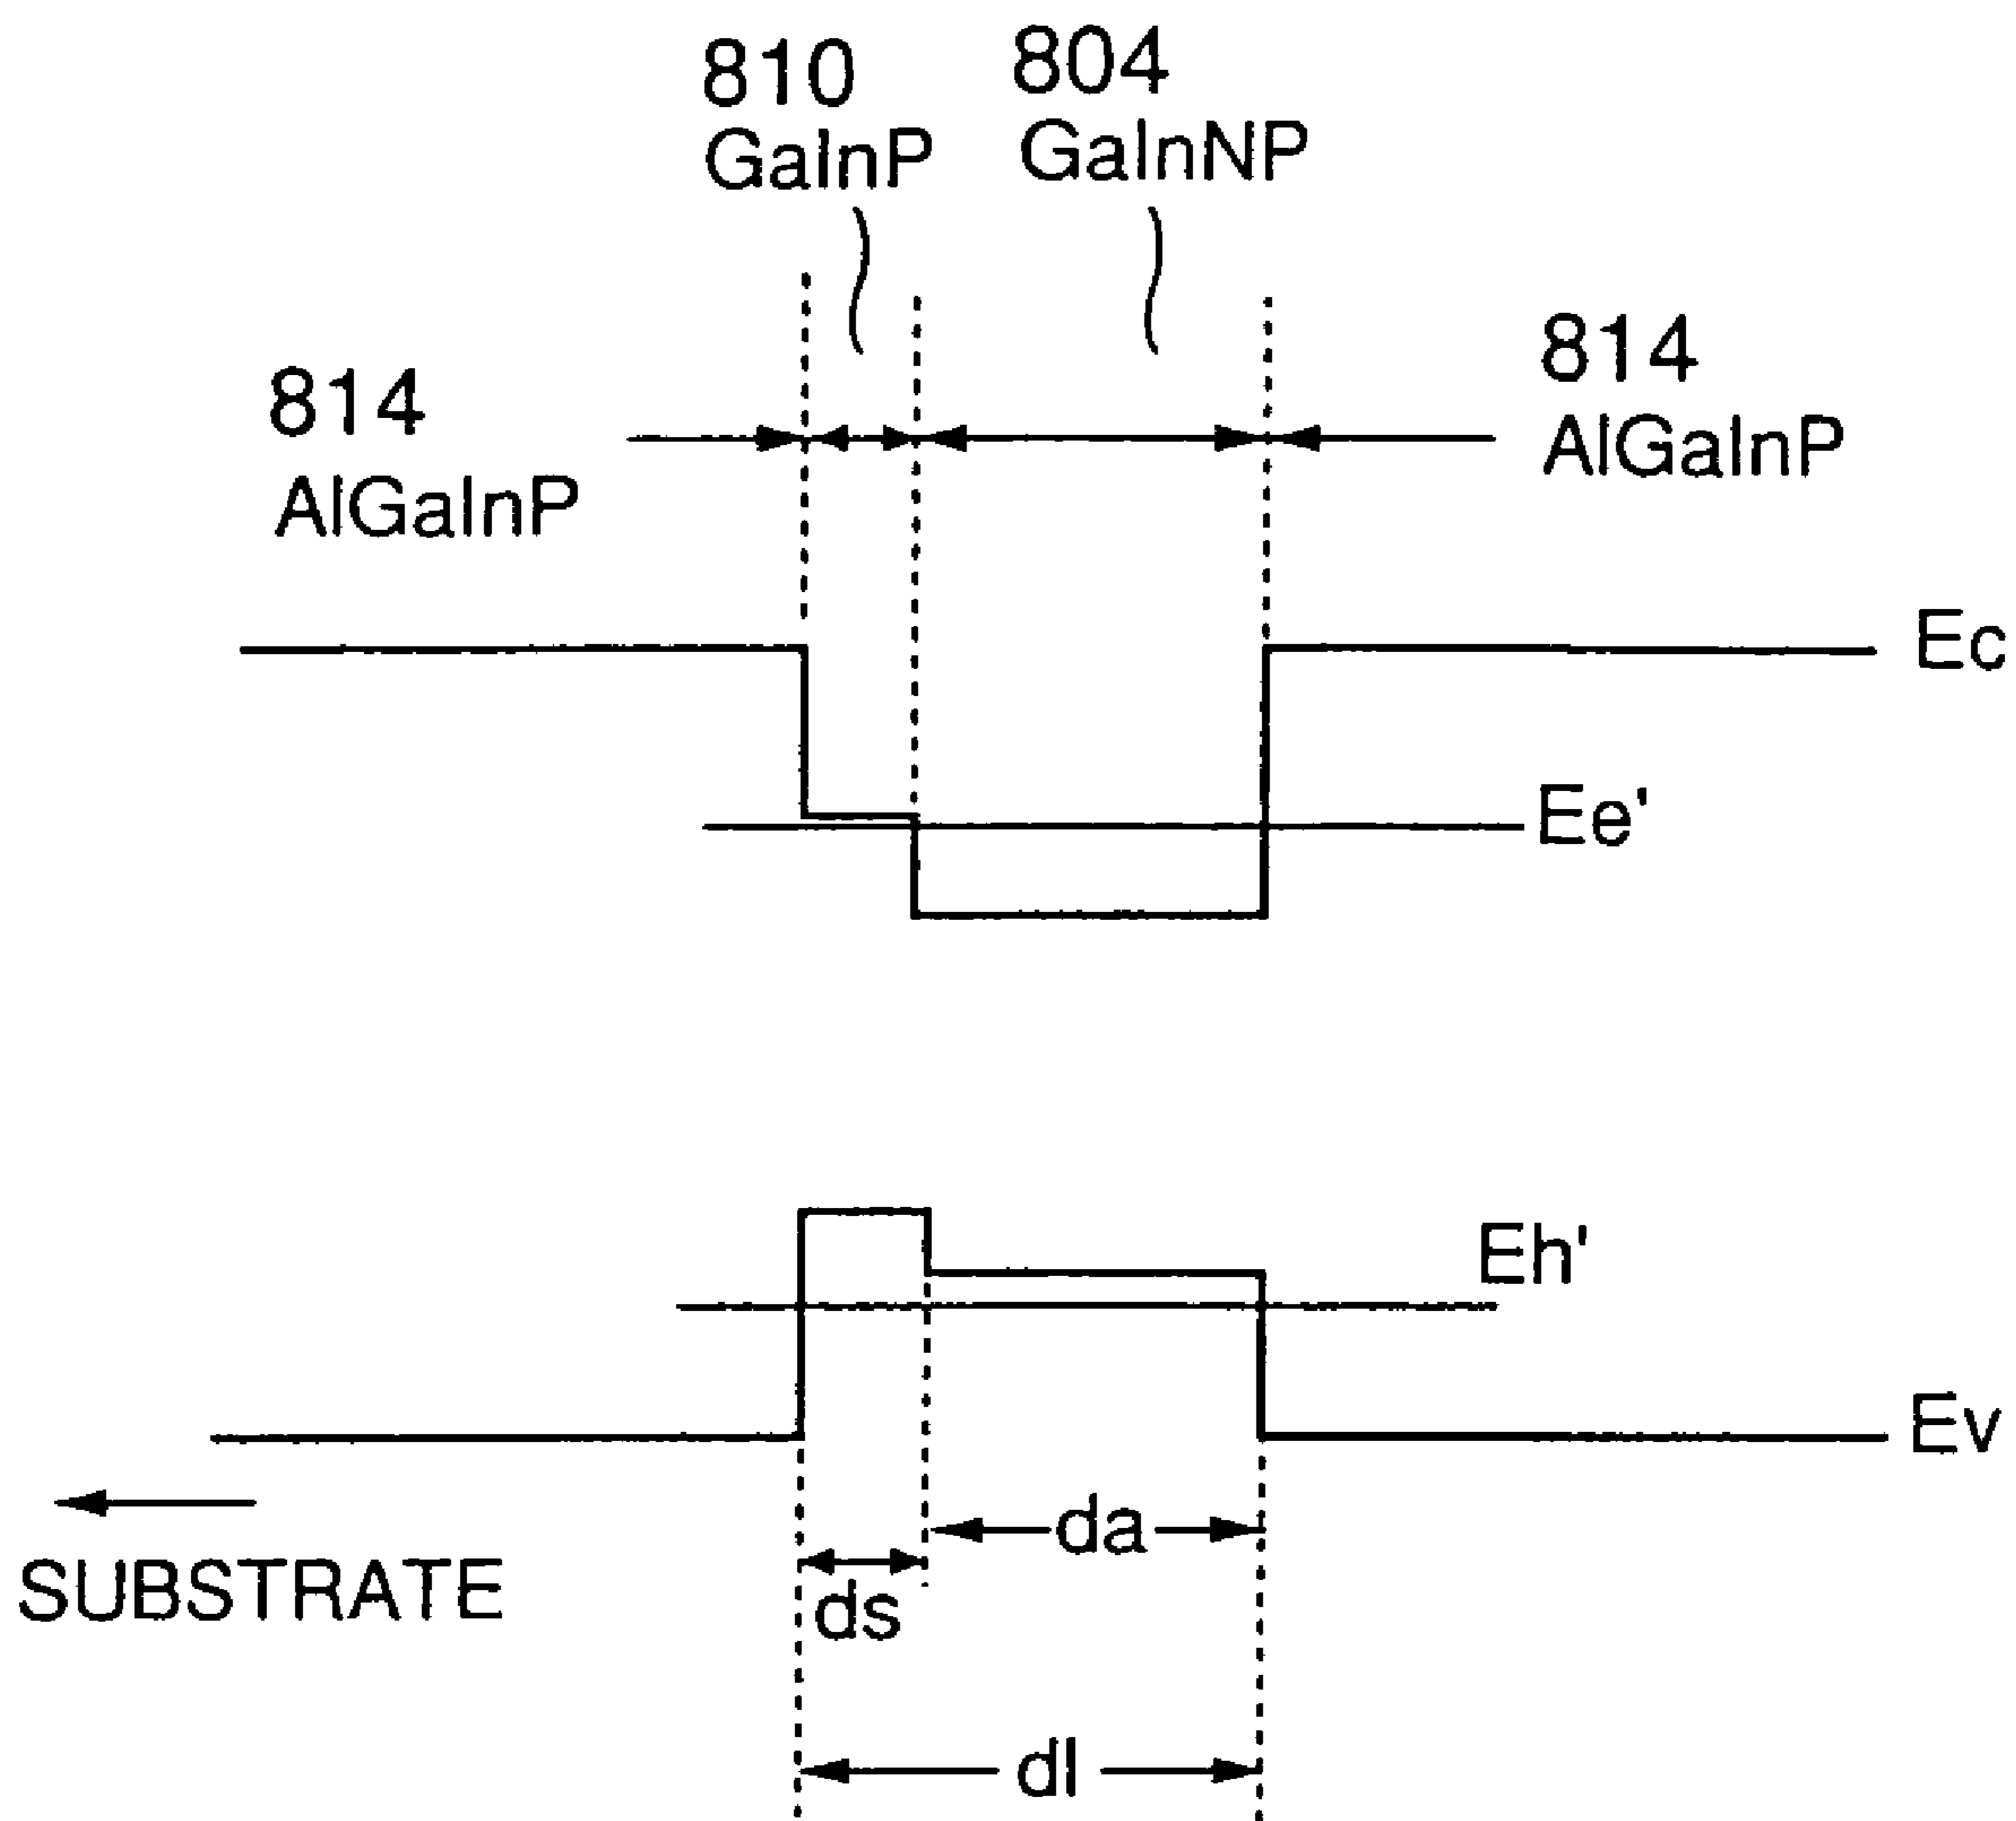 810
GaInP
804
GaInNP
814
AlGaInP
814
AlGaInP
Ec
Ee'
Eh'
Ev
SUBSTRATE
da
ds
dl